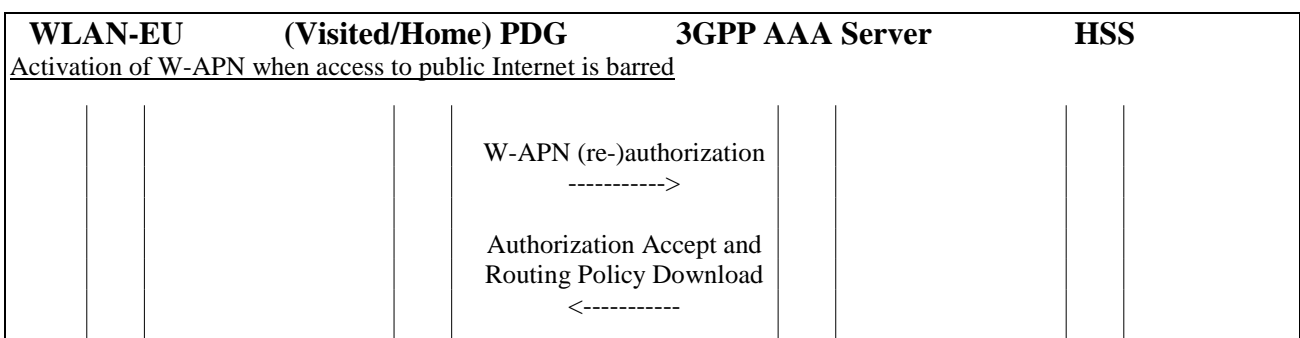 WLAN-EU (Visited/Home) PDG 3GPP AAA Server HSS
Activation of W-APN when access to public Internet is barred
W-APN (re-)authorization
----------->
Authorization Accept and
Routing Policy Download
<-----------